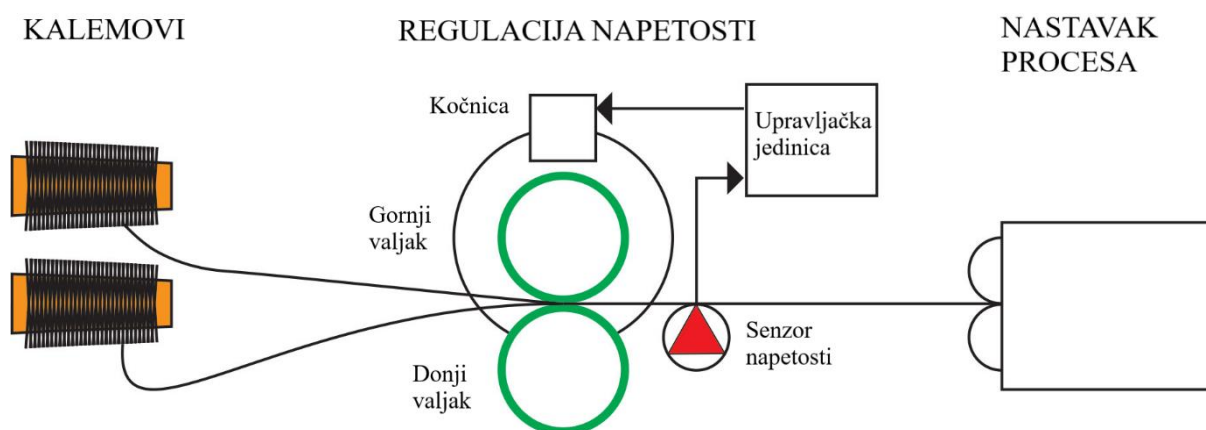 KALEMOVI
REGULACIJA NAPETOSTI
NASTAVAK
PROCESA
Kočnica
Upravljačka
jedinica
Gornji
valjak
Senzor
napetosti
Donji
valjak